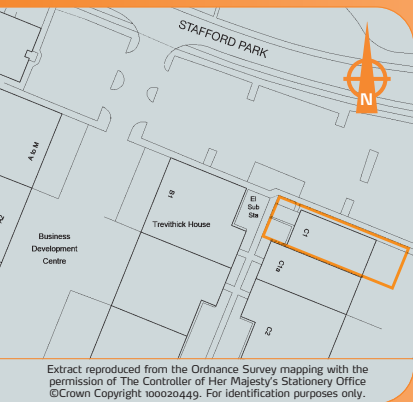 STAFFORD PARK
N
A to M
B1
El
Sub
Sta
Trevithick House
C1
Business
Development
Centre
C1a
C2
Extract reproduced from the Ordnance Survey mapping with the
permission of The Controller of Her Majesty's Stationery Office
©Crown Copyright 100020449. For identification purposes only.